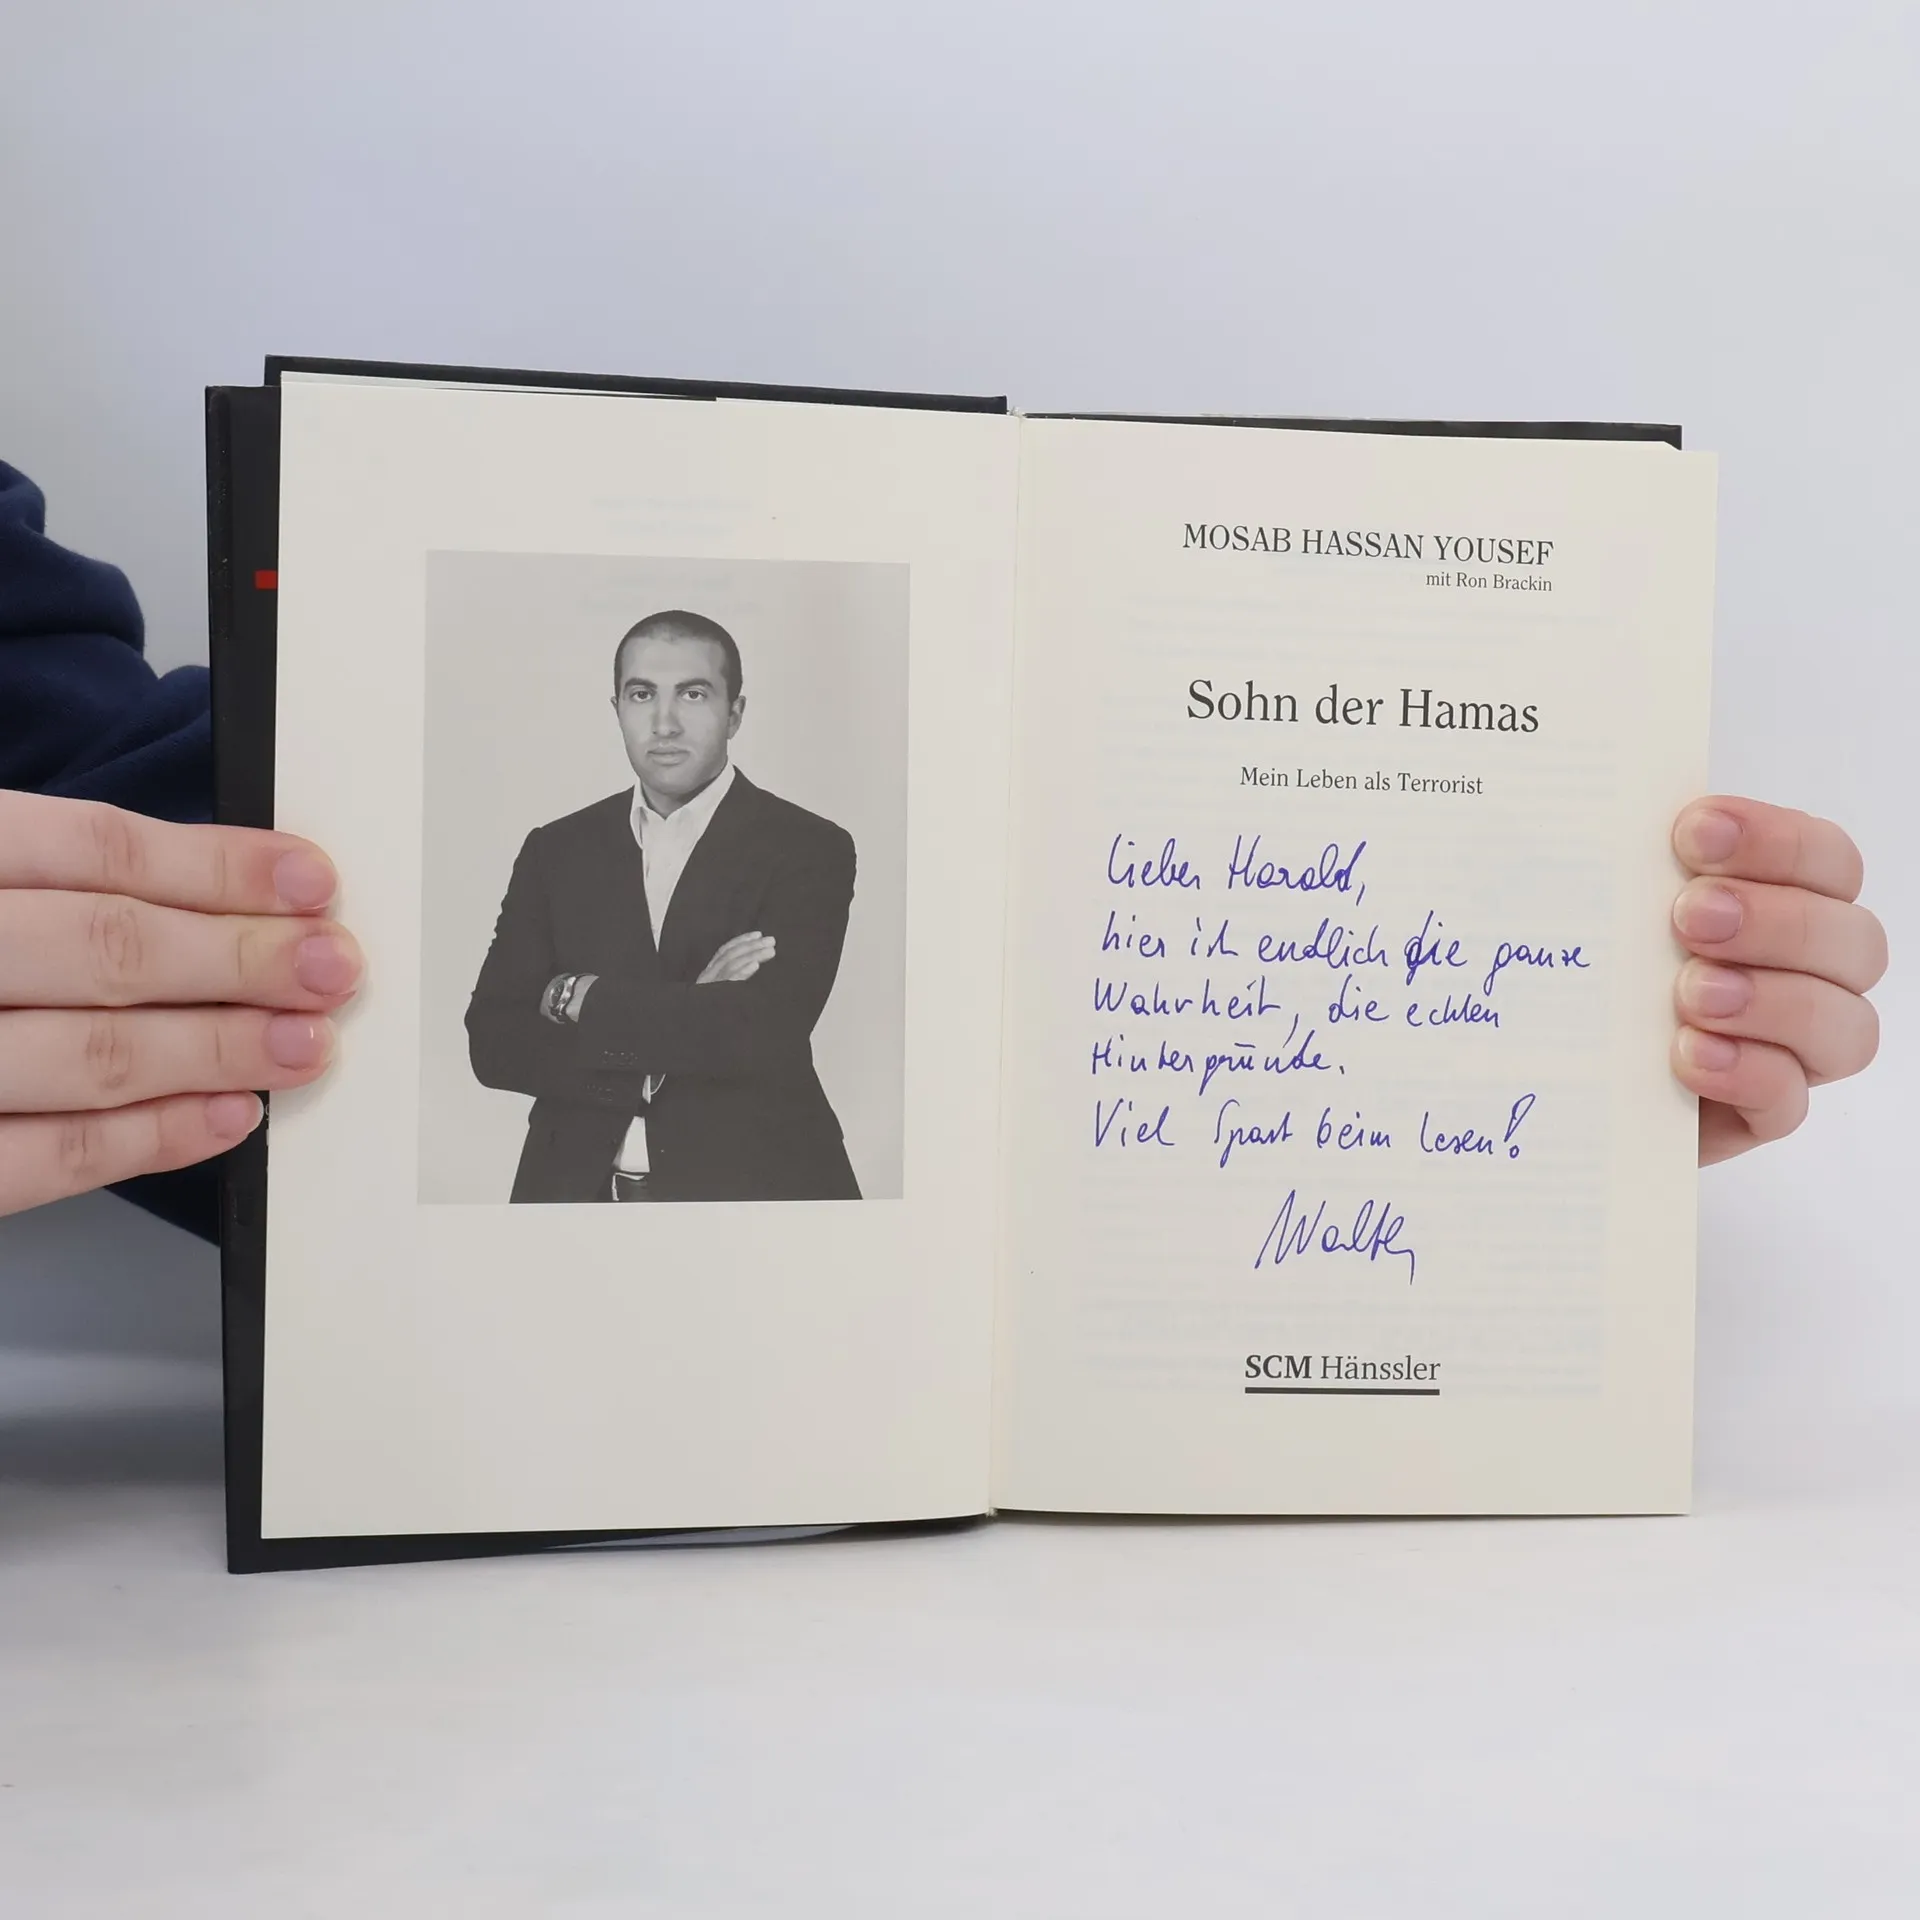 MOSAB HASSAN YOUSEF
mit Ron Brackin
Sohn der Hamas
Mein Leben als Terrorist
Lieber Harald,
hier ist endlich die ganze
Wahrheit, die echten
Hintergründe.
Viel Spaß beim Lesen!
Walter
SCM Hänssler